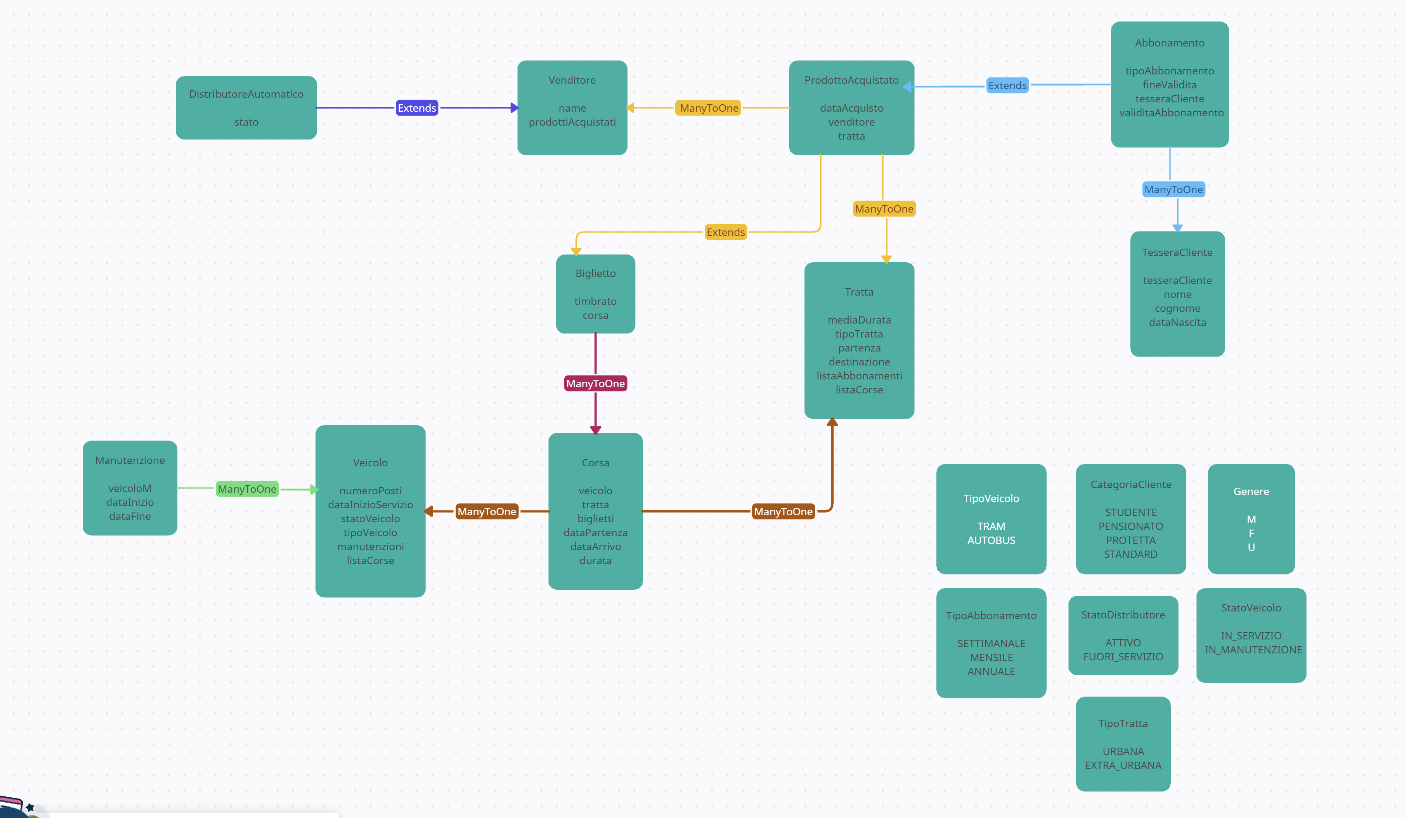 DistributoreAutomatico
stato
Extends
Venditore
name
prodottiAcquistati
ManyToOne
ProdottoAcquistato
dataAcquisto
venditore
tratta
Extends
Abbonamento
tipoAbbonamento
fineValidita
tesseraCliente
validitaAbbonamento
ManyToOne
TesseraCliente
tesseraCliente
nome
cognome
dataNascita
Extends
ManyToOne
Biglietto
timbrato
corsa
Tratta
mediaDurata
tipoTratta
partenza
destinazione
listaAbbonamenti
listaCorse
ManyToOne
Manutenzione
veicoloM
dataInizio
dataFIne
ManyToOne
Veicolo
numeroPosti
dataInizioServizio
statoVeicolo
tipoVeicolo
manutenzioni
listaCorse
ManyToOne
Corsa
veicolo
tratta
biglietti
dataPartenza
dataArrivo
durata
ManyToOne
TipoVeicolo
TRAM
AUTOBUS
CategoriaCliente
STUDENTE
PENSIONATO
PROTETTA
STANDARD
Genere
M
F
U
TipoAbbonamento
SETTIMANALE
MENSILE
ANNUALE
StatoDistributore
ATTIVO
FUORI_SERVIZIO
StatoVeicolo
IN_SERVIZIO
IN_MANUTENZIONE
TipoTratta
URBANA
EXTRA_URBANA